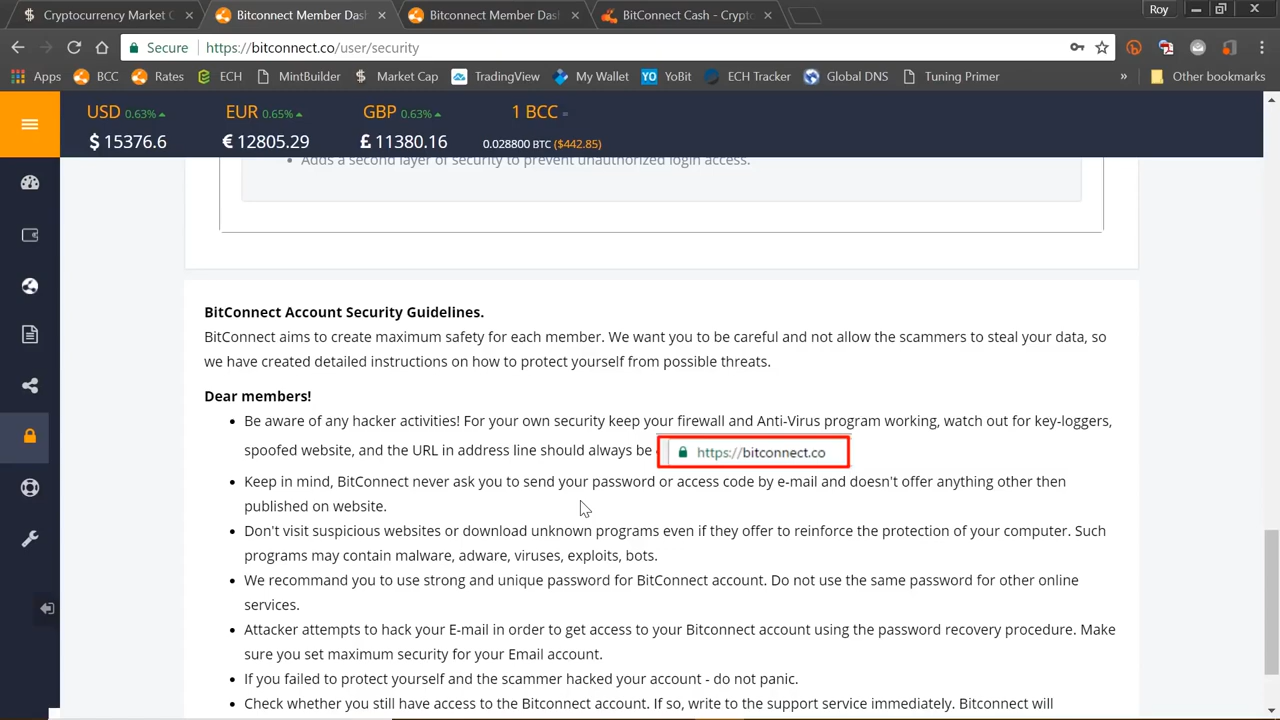 Cryptocurrency Market C
Bitconnect Member Das
Bitconnect Member Das
BitConnect Cash - Crypto
Roy
Secure
https://bitconnect.co/user/security
Apps
BCC
Rates
ECH
MintBuilder
Market Cap
TradingView
My Wallet
YoBit
ECH Tracker
Global DNS
Tuning Primer
»
Other bookmarks
USD 0.63%
EUR 0.65%
GBP 0.63%
1 BCC =
$ 15376.6
€ 12805.29
£ 11380.16
0.028800 BTC ($442.85)
Adds a second layer of security to prevent unauthorized login access.
BitConnect Account Security Guidelines.
BitConnect aims to create maximum safety for each member. We want you to be careful and not allow the scammers to steal your data, so
we have created detailed instructions on how to protect yourself from possible threats.
Dear members!
Be aware of any hacker activities! For your own security keep your firewall and Anti-Virus program working, watch out for key-loggers,
spoofed website, and the URL in address line should always be https://bitconnect.co
Keep in mind, BitConnect never ask you to send your password or access code by e-mail and doesn't offer anything other then
published on website.
Don't visit suspicious websites or download unknown programs even if they offer to reinforce the protection of your computer. Such
programs may contain malware, adware, viruses, exploits, bots.
We recommand you to use strong and unique password for BitConnect account. Do not use the same password for other online
services.
Attacker attempts to hack your E-mail in order to get access to your Bitconnect account using the password recovery procedure. Make
sure you set maximum security for your Email account.
If you failed to protect yourself and the scammer hacked your account - do not panic.
Check whether you still have access to the Bitconnect account. If so, write to the support service immediately. Bitconnect will